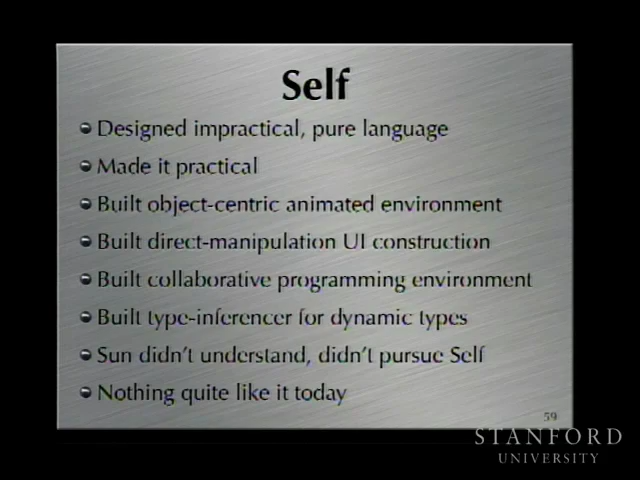 Self
Designed impractical, pure language
Made it practical
Built object-centric animated environment
Built direct-manipulation UI construction
Built collaborative programming environment
Built type-inferencer for dynamic types
Sun didn't understand, didn't pursue Self
Nothing quite like it today
59
STANFORD
UNIVERSITY